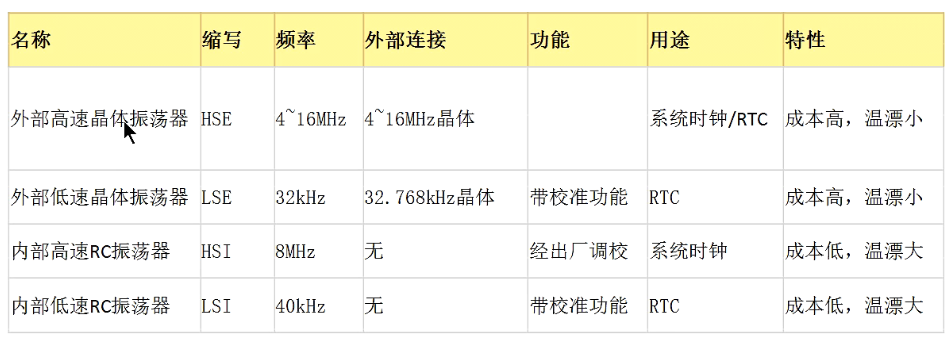 名称 缩写 频率 外部连接 功能 用途 特性
外部高速晶体振荡器 HSE 4~16MHz 4~16MHz晶体 系统时钟/RTC 成本高，温漂小
外部低速晶体振荡器 LSE 32kHz 32.768kHz晶体 带校准功能 RTC 成本高，温漂小
内部高速RC振荡器 HSI 8MHz 无 经出厂调校 系统时钟 成本低，温漂大
内部低速RC振荡器 LSI 40kHz 无 带校准功能 RTC 成本低，温漂大